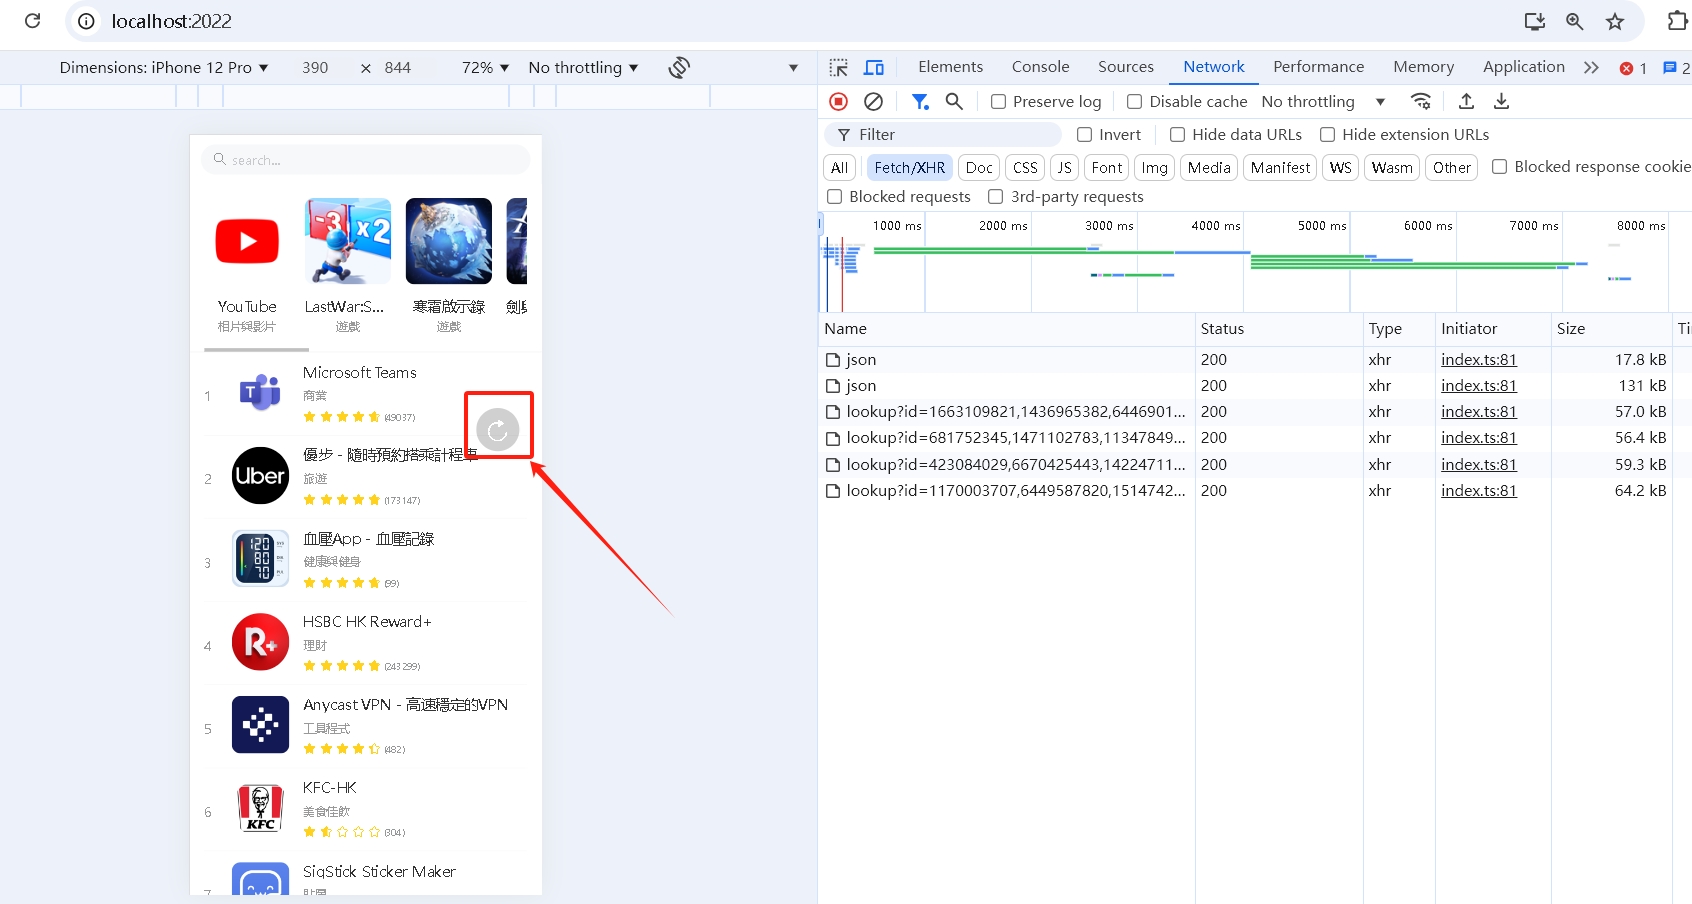 localhost:2022
Dimensions: iPhone 12 Pro ▼ 390 × 844 72% ▼ No throttling ▼
Elements Console Sources Network Performance Memory Application » 1 2
Preserve log Disable cache No throttling ▼
Filter Invert Hide data URLs Hide extension URLs
All Fetch/XHR Doc CSS JS Font Img Media Manifest WS Wasm Other Blocked response cookie
Blocked requests 3rd-party requests
1000 ms 2000 ms 3000 ms 4000 ms 5000 ms 6000 ms 7000 ms 8000 ms
Name Status Type Initiator Size Ti
json 200 xhr index.ts:81 17.8 kB
json 200 xhr index.ts:81 131 kB
lookup?id=1663109821,1436965382,6446901... 200 xhr index.ts:81 57.0 kB
lookup?id=681752345,1471102783,11347849... 200 xhr index.ts:81 56.4 kB
lookup?id=423084029,6670425443,14224711... 200 xhr index.ts:81 59.3 kB
lookup?id=1170003707,6449587820,1514742... 200 xhr index.ts:81 64.2 kB
search...
-3 x2
YouTube LastWar:S... 寒霜啟示錄
相片與影片 遊戲 遊戲
1 Microsoft Teams
T
商業
(49037)
2 優步 - 隨時預約搭乘計程車
Uber
旅遊
(173147)
3 血壓App - 血壓記錄
120
80
70
健康與健身
(99)
4 HSBC HK Reward+
R+
理財
(243299)
5 Anycast VPN - 高速穩定的VPN
工具程式
(482)
6 KFC-HK
KFC
美食佳飲
(804)
7 SiqStick Sticker Maker